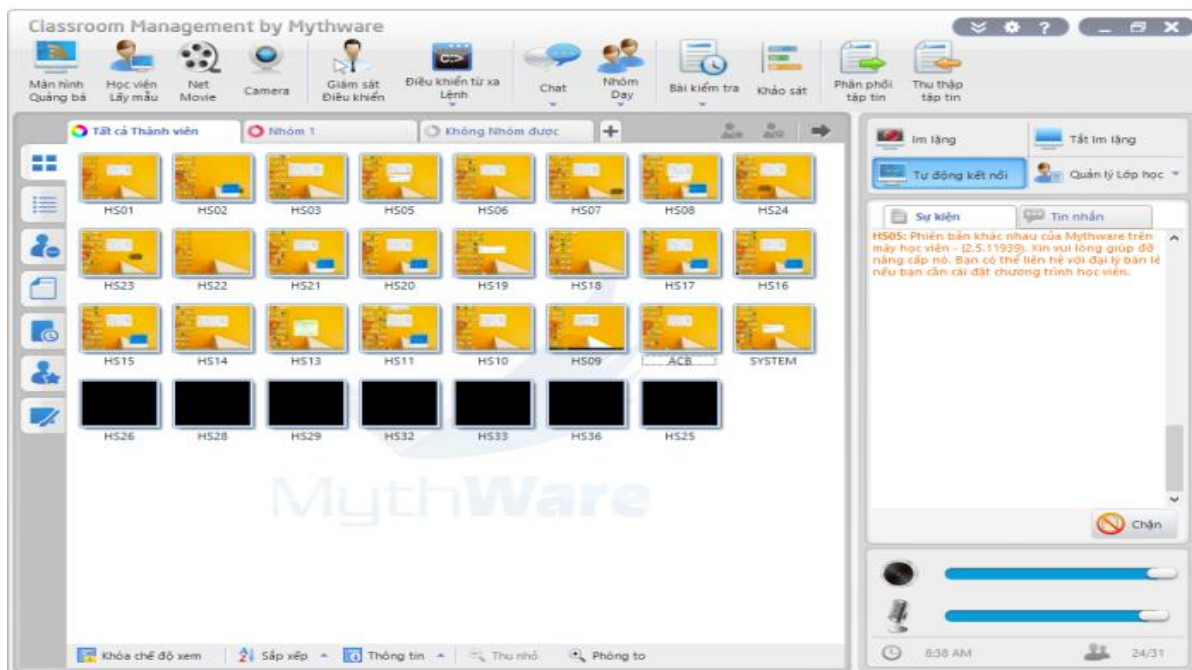 Classroom Management by Mythware
Màn hình Quảng bá
Học viên Lấy mẫu
Net Movie
Camera
Giám sát Điều khiển
Điều khiển từ xa Lệnh
Chat
Nhóm Dạy
Bài kiểm tra
Khảo sát
Phân phối tập tin
Thu thập tập tin
Tất cả Thành viên
Nhóm 1
Không Nhóm được
HS01 HS02 HS03 HS05 HS06 HS07 HS08 HS24
HS23 HS22 HS21 HS20 HS19 HS18 HS17 HS16
HS15 HS14 HS13 HS11 HS10 HS09 ACB SYSTEM
HS26 HS28 HS29 HS32 HS33 HS36 HS25
MythWare
Khóa chế độ xem
Sắp xếp
Thông tin
Thu nhỏ
Phóng to
Im lặng
Tắt Im lặng
Tự động kết nối
Quản lý Lớp học
Sự kiện
Tin nhắn
HS05: Phiên bản khác nhau của Mythware trên
máy học viên - (2.5.11939). Xin vui lòng giúp đỡ
nâng cấp nó. Bạn có thể liên hệ với đại lý bán lẻ
nếu bạn cần cài đặt chương trình học viên.
Chặn
8:38 AM
24/31